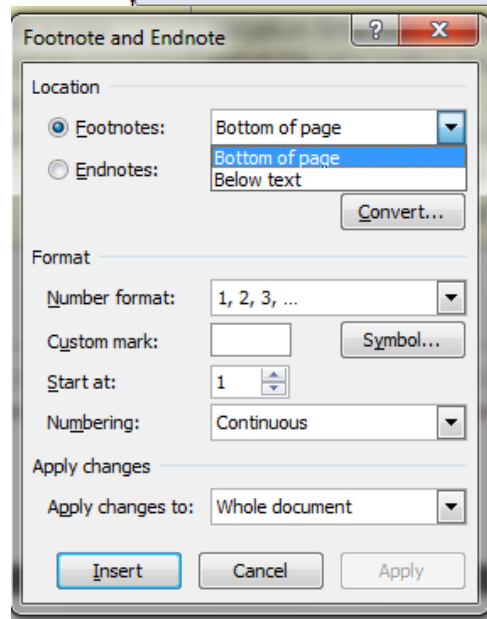 Footnote and Endnote
Location
Footnotes: Bottom of page
Bottom of page
Endnotes:
Below text
Convert...
Format
Number format: 1, 2, 3, ...
Custom mark: Symbol...
Start at: 1
Numbering: Continuous
Apply changes
Apply changes to: Whole document
Insert Cancel Apply